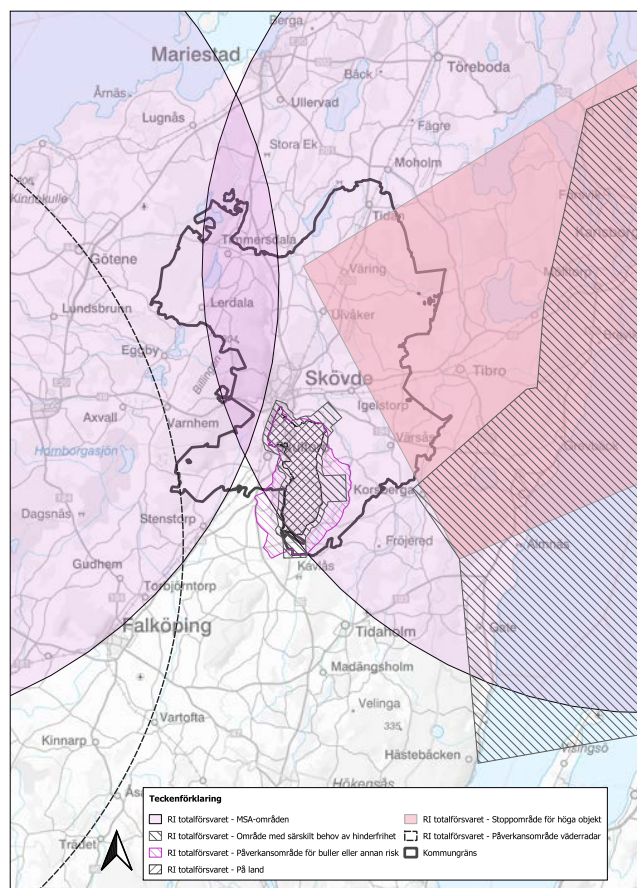 Berga
Mariestad
Bäck
Töreboda
Årnäs
Ullervad
Lugnås
Fägre
Stora Ek
Moholm
Kinnekulle
Tidan
Götene
Timmersdala
Väring
Lundsbrunn
Lerdala
Ulvåker
Eggby
Billingen
Skövde
Tibro
Axvall
Varnhem
Igelstorp
Värsås
Hornborgasjön
Dagsnäs
Korsberga
Stenstorp
Fröjered
Älmnäs
Gudhem
Kåvlås
Torbjörntorp
Falköping
Tidaholm
Gate
Madängsholm
Velinga
Vartofta
335
Kinnarp
Hästebäcken
Visingsö
Hökensås
Trädet
Teckenförklaring
RI totalförsvaret - MSA-områden
RI totalförsvaret - Stoppområde för höga objekt
RI totalförsvaret - Område med särskilt behov av hinderfrihet
RI totalförsvaret - Påverkansområde väderradar
RI totalförsvaret - Påverkansområde för buller eller annan risk
Kommungräns
RI totalförsvaret - På land